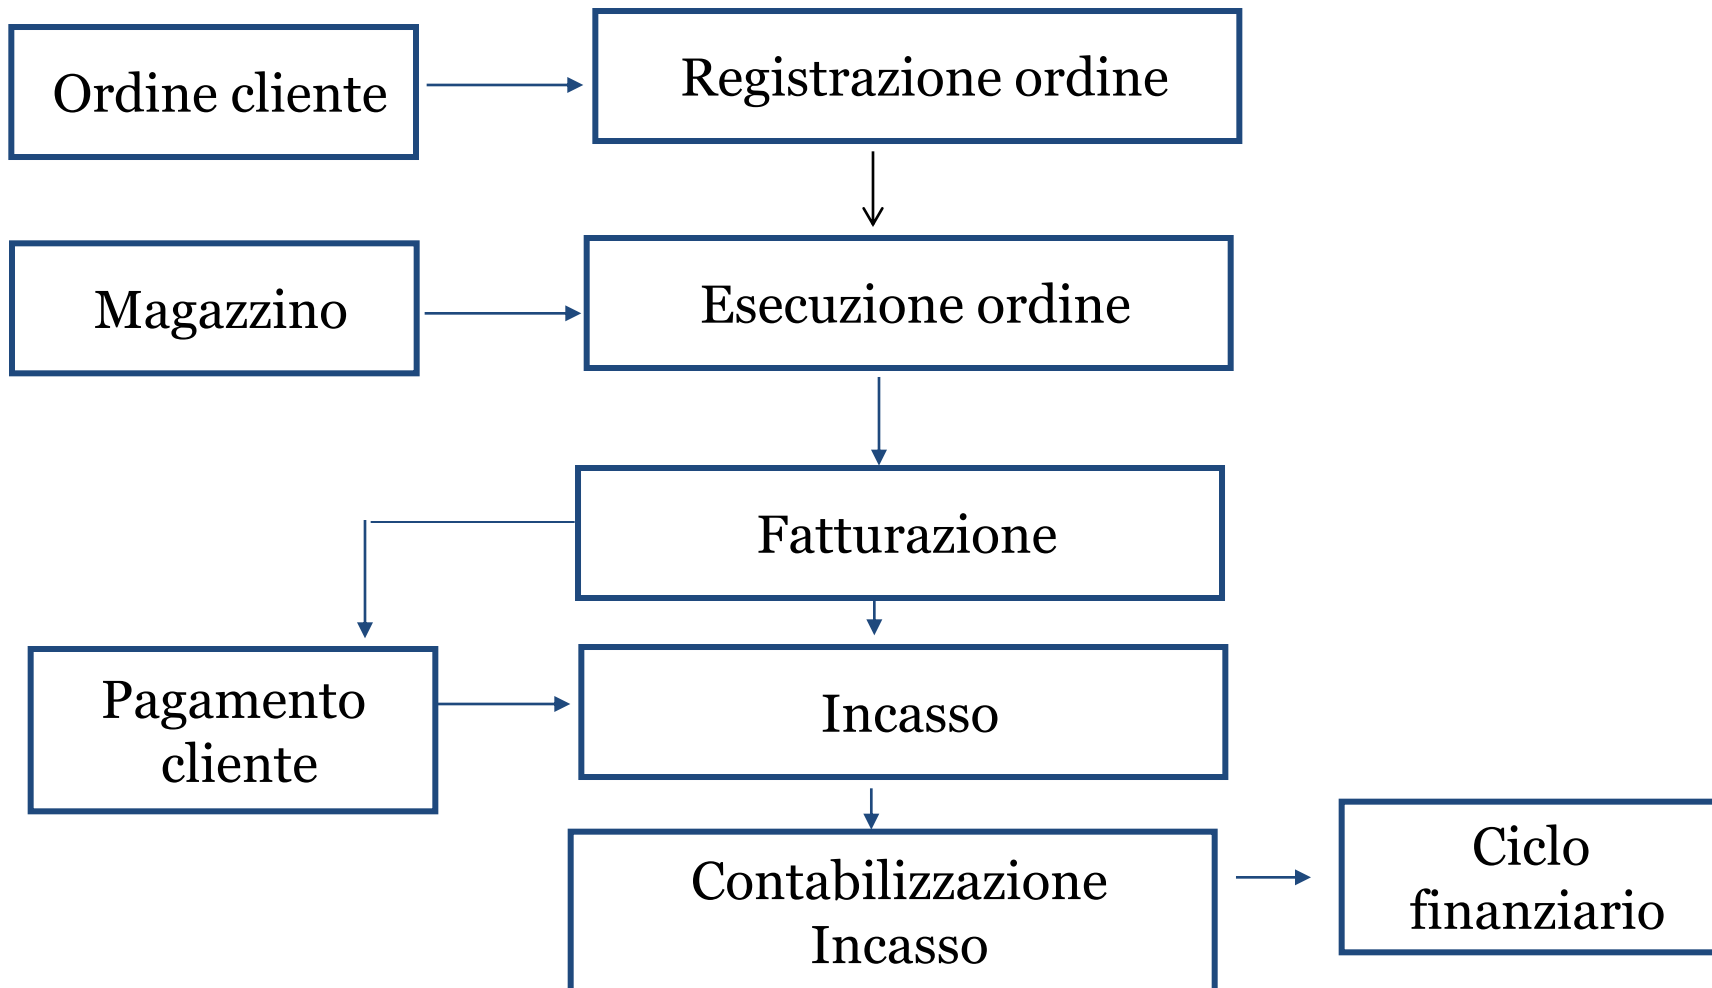 Ordine cliente
Registrazione ordine
Magazzino
Esecuzione ordine
Fatturazione
Pagamento
cliente
Incasso
Contabilizzazione
Incasso
Ciclo
finanziario